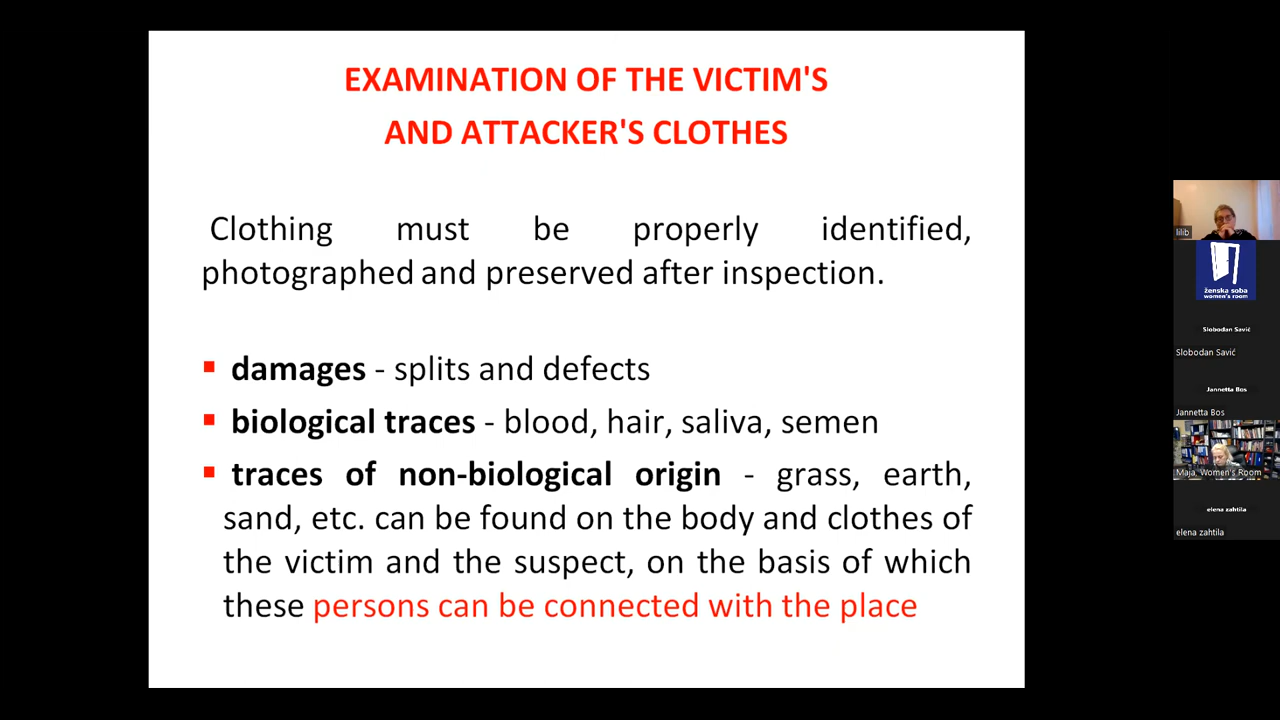 EXAMINATION OF THE VICTIM'S
AND ATTACKER'S CLOTHES
Clothing must be properly identified,
photographed and preserved after inspection.
▪ damages - splits and defects
▪ biological traces - blood, hair, saliva, semen
▪ traces of non-biological origin - grass, earth,
sand, etc. can be found on the body and clothes of
the victim and the suspect, on the basis of which
these persons can be connected with the place
lilib
ženska soba
women's room
Slobodan Savić
Slobodan Savić
Jannetta Bos
Jannetta Bos
Maja, Women's Room
elena zahtila
elena zahtila